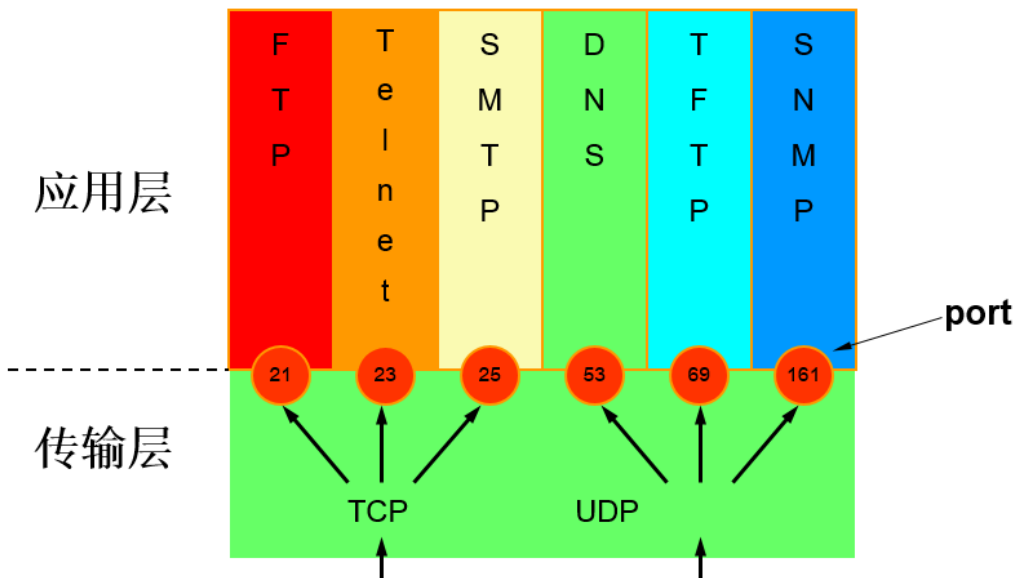 FTP
Telnet
SMTP
DNS
TFTP
SNMP
应用层
port
21
23
25
53
69
161
传输层
TCP
UDP